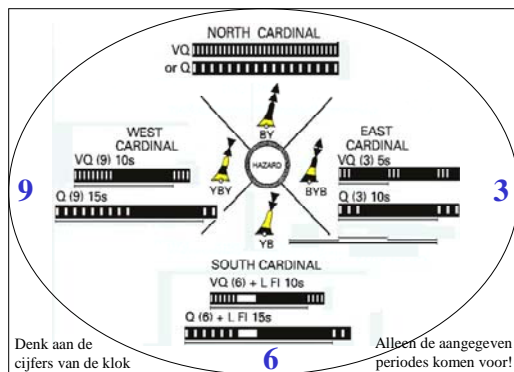 NORTH CARDINAL
VQ
or Q
BY
WEST
CARDINAL
VQ (9) 10s
9
Q (9) 15s
YBY
HAZARD
BYB
EAST
CARDINAL
VQ (3) 5s
3
Q (3) 10s
YB
SOUTH CARDINAL
VQ (6) + L Fl 10s
Q (6) + L Fl 15s
6
Denk aan de
cijfers van de klok
Alleen de aangegeven
periodes komen voor!